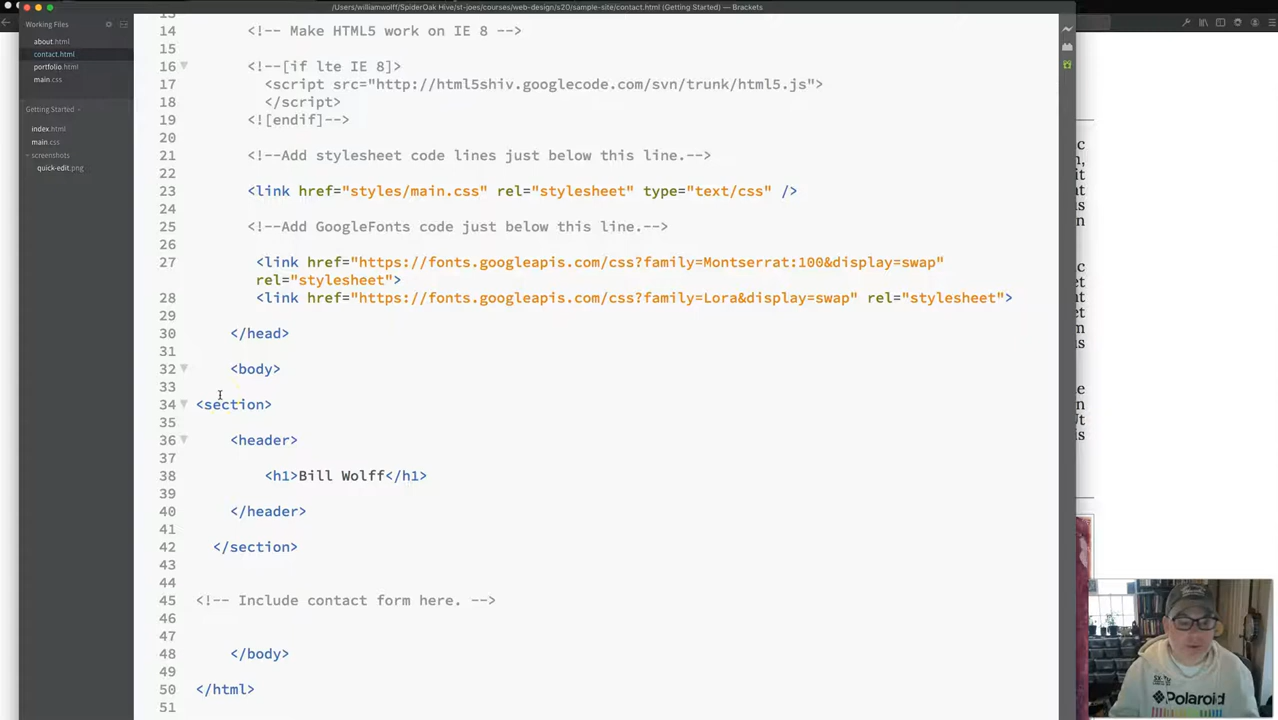 /Users/williamwolff/SpiderOak Hive/st-joes/courses/web-design/s20/sample-site/contact.html (Getting Started) — Brackets
Working Files
about.html
contact.html
portfolio.html
main.css
Getting Started
index.html
main.css
screenshots
quick-edit.png
13
14 <!-- Make HTML5 work on IE 8 -->
15
16 <!--[if lte IE 8]>
17 <script src="http://html5shiv.googlecode.com/svn/trunk/html5.js">
18 </script>
19 <![endif]-->
20
21 <!--Add stylesheet code lines just below this line.-->
22
23 <link href="styles/main.css" rel="stylesheet" type="text/css" />
24
25 <!--Add GoogleFonts code just below this line.-->
26
27 <link href="https://fonts.googleapis.com/css?family=Montserrat:100&display=swap"
rel="stylesheet">
28 <link href="https://fonts.googleapis.com/css?family=Lora&display=swap" rel="stylesheet">
29
30 </head>
31
32 <body>
33
34 <section>
35
36 <header>
37
38 <h1>Bill Wolff</h1>
39
40 </header>
41
42 </section>
43
44
45 <!-- Include contact form here. -->
46
47
48 </body>
49
50 </html>
51
Polaroid